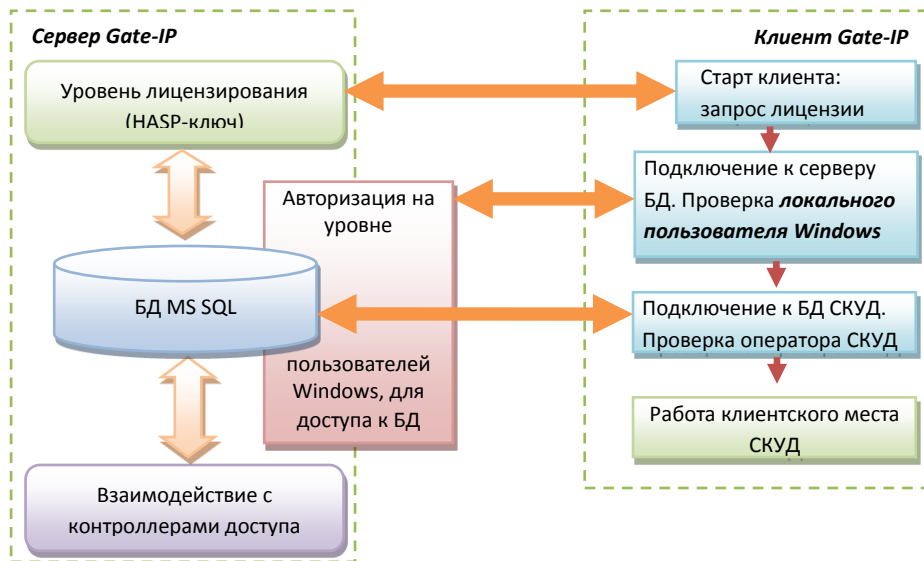 Сервер Gate-IP
Уровень лицензирования
(HASP-ключ)
Авторизация на
уровне
БД MS SQL
пользователей
Windows, для
доступа к БД
Взаимодействие с
контроллерами доступа
Клиент Gate-IP
Старт клиента:
запрос лицензии
Подключение к серверу
БД. Проверка локального
пользователя Windows
Подключение к БД СКУД.
Проверка оператора СКУД
Работа клиентского места
СКУД